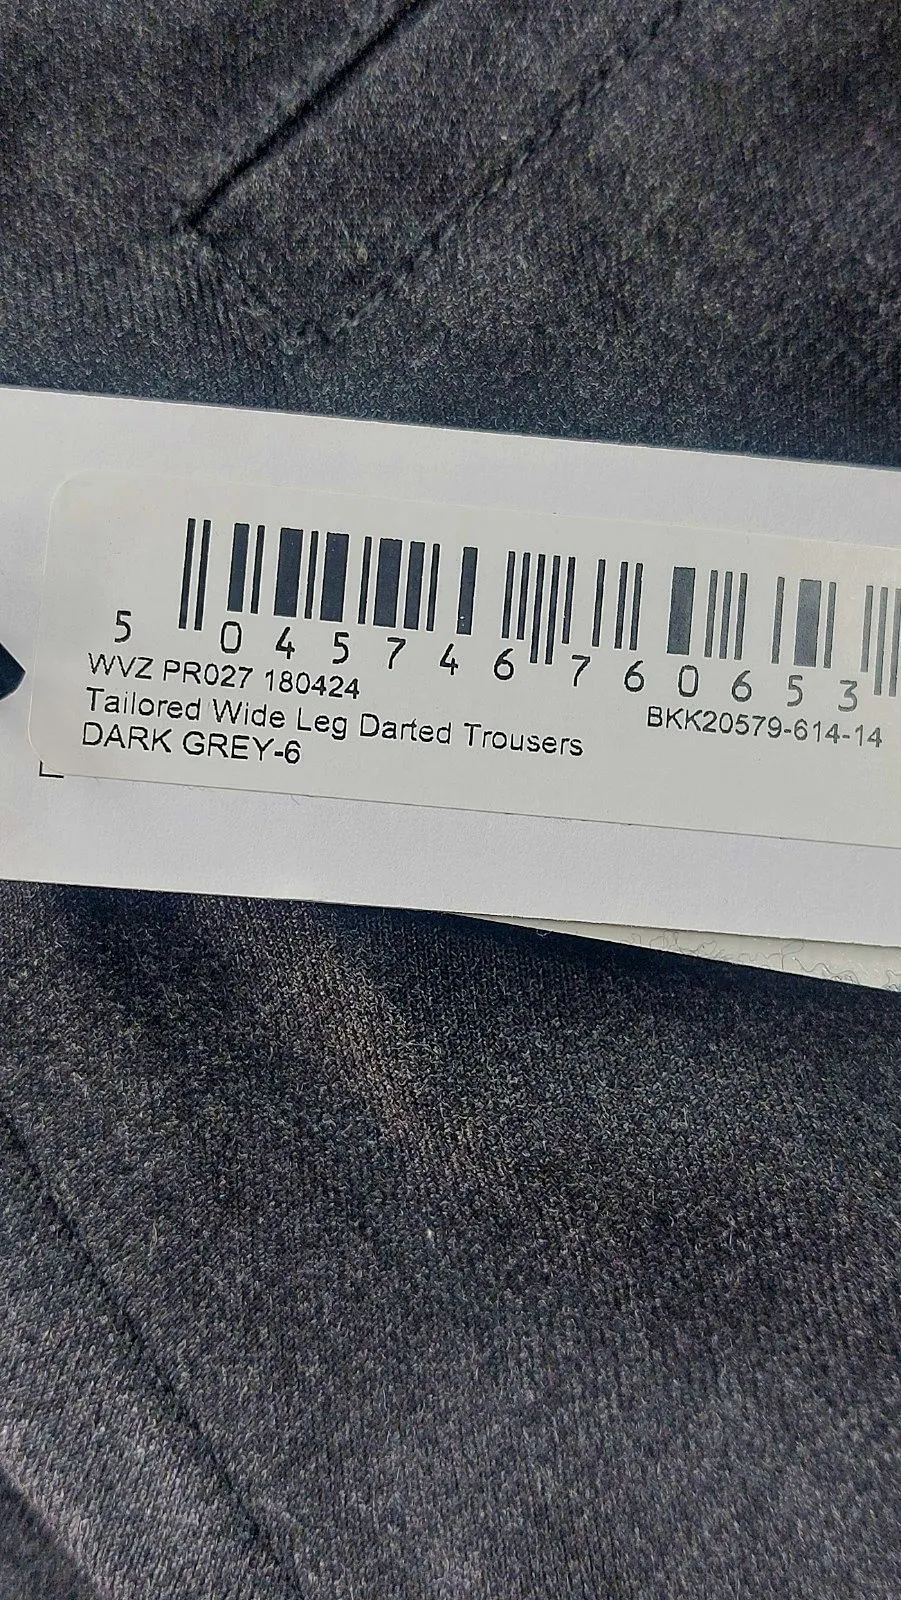 5 045746 760653
WVZ PR027 180424
Tailored Wide Leg Darted Trousers
BKK20579-614-14
DARK GREY-6